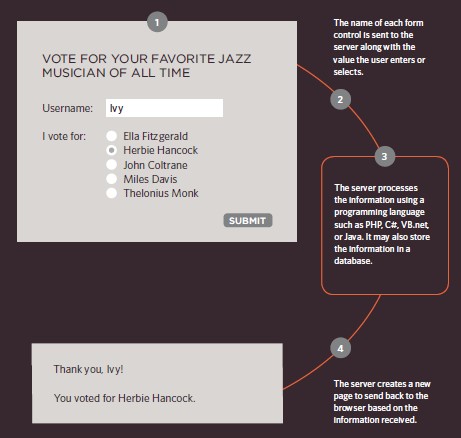 1
VOTE FOR YOUR FAVORITE JAZZ
MUSICIAN OF ALL TIME
Username: Ivy
I vote for: Ella Fitzgerald
Herbie Hancock
John Coltrane
Miles Davis
Thelonius Monk
SUBMIT
The name of each form
control is sent to the
server along with the
value the user enters or
selects.
2
3
The server processes
the information using a
programming language
such as PHP, C#, VB.net,
or Java. It may also store
the information in a
database.
4
The server creates a new
page to send back to the
browser based on the
information received.
Thank you, Ivy!
You voted for Herbie Hancock.